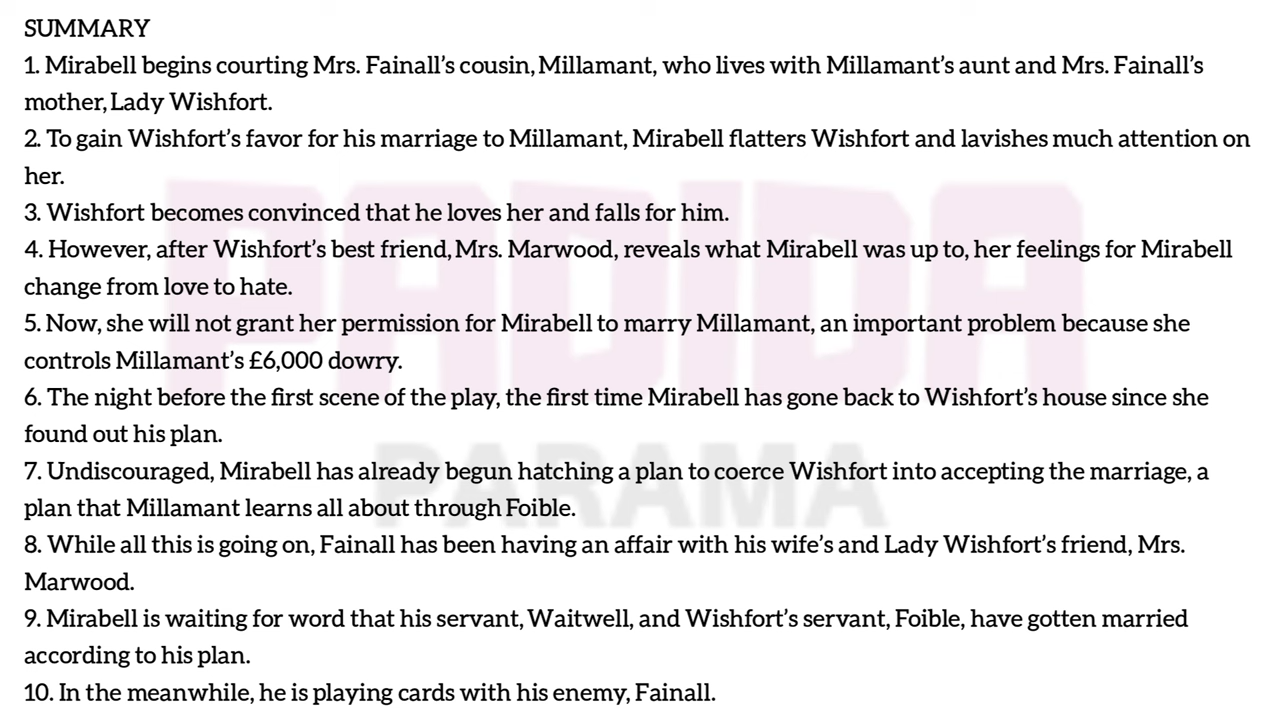 SUMMARY
1. Mirabell begins courting Mrs. Fainall’s cousin, Millamant, who lives with Millamant’s aunt and Mrs. Fainall’s
mother, Lady Wishfort.
2. To gain Wishfort’s favor for his marriage to Millamant, Mirabell flatters Wishfort and lavishes much attention on
her.
3. Wishfort becomes convinced that he loves her and falls for him.
4. However, after Wishfort’s best friend, Mrs. Marwood, reveals what Mirabell was up to, her feelings for Mirabell
change from love to hate.
5. Now, she will not grant her permission for Mirabell to marry Millamant, an important problem because she
controls Millamant’s £6,000 dowry.
6. The night before the first scene of the play, the first time Mirabell has gone back to Wishfort’s house since she
found out his plan.
7. Undiscouraged, Mirabell has already begun hatching a plan to coerce Wishfort into accepting the marriage, a
plan that Millamant learns all about through Foible.
8. While all this is going on, Fainall has been having an affair with his wife’s and Lady Wishfort’s friend, Mrs.
Marwood.
9. Mirabell is waiting for word that his servant, Waitwell, and Wishfort’s servant, Foible, have gotten married
according to his plan.
10. In the meanwhile, he is playing cards with his enemy, Fainall.
PADIDA
PARAMA